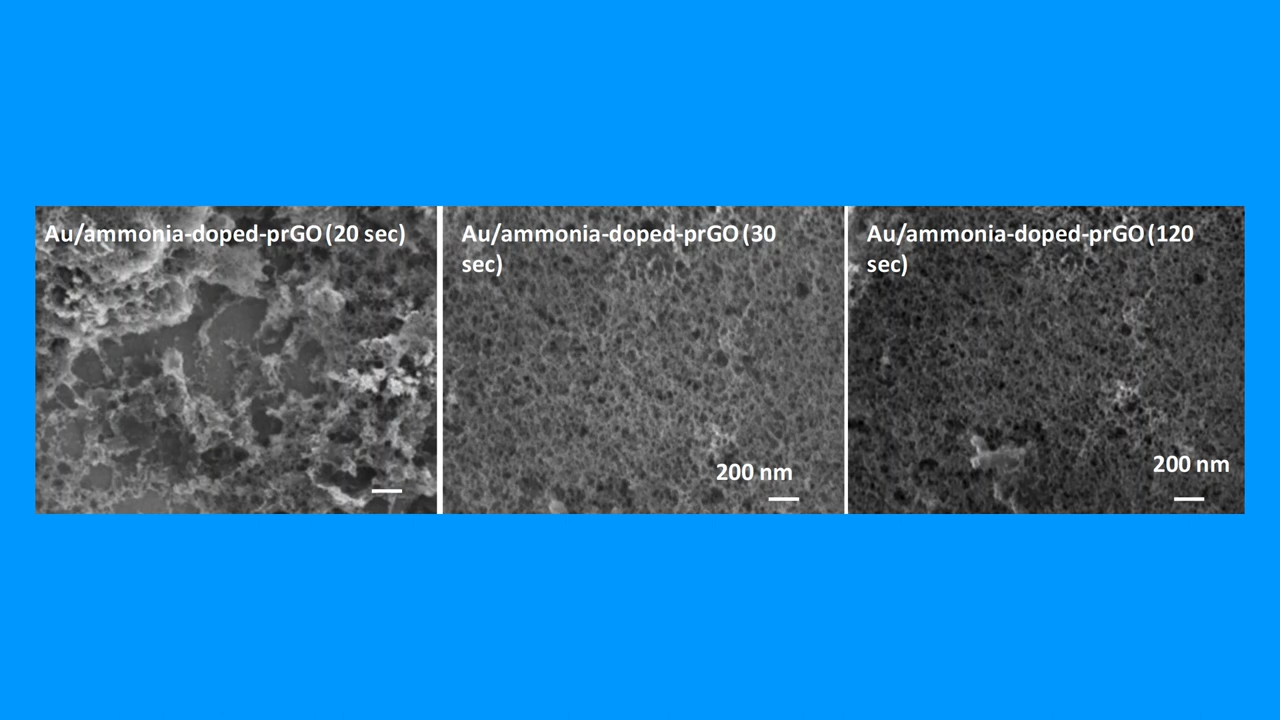 Au/ammonia-doped-prGO (20 sec)
Au/ammonia-doped-prGO (30
sec)
200 nm
Au/ammonia-doped-prGO (120
sec)
200 nm